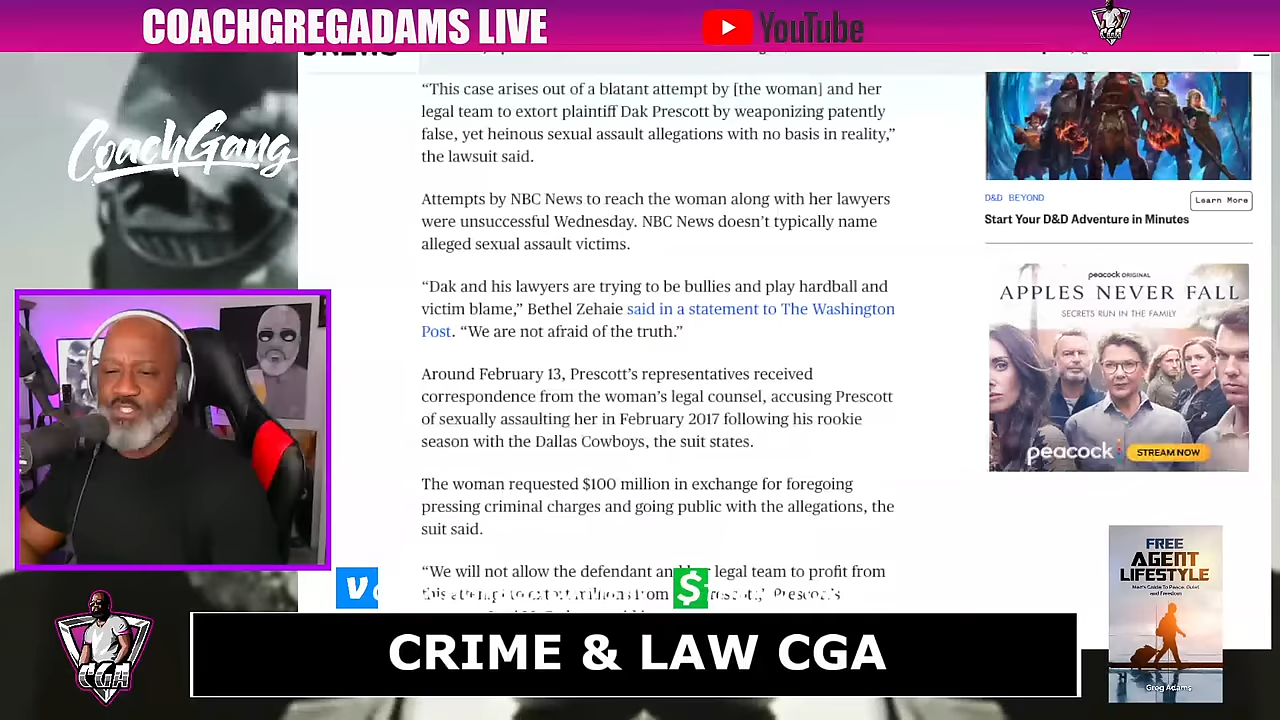 COACHGREGADAMS LIVE
YouTube
CGA
CoachGang
“This case arises out of a blatant attempt by [the woman] and her
legal team to extort plaintiff Dak Prescott by weaponizing patently
false, yet heinous sexual assault allegations with no basis in reality,”
the lawsuit said.
Attempts by NBC News to reach the woman along with her lawyers
were unsuccessful Wednesday. NBC News doesn’t typically name
alleged sexual assault victims.
“Dak and his lawyers are trying to be bullies and play hardball and
victim blame,” Bethel Zehaie said in a statement to The Washington
Post. “We are not afraid of the truth.”
Around February 13, Prescott’s representatives received
correspondence from the woman’s legal counsel, accusing Prescott
of sexually assaulting her in February 2017 following his rookie
season with the Dallas Cowboys, the suit states.
The woman requested $100 million in exchange for foregoing
pressing criminal charges and going public with the allegations, the
suit said.
“We will not allow the defendant and legal team to profit from
D&D BEYOND
Learn More
Start Your D&D Adventure in Minutes
peacock ORIGINAL
APPLES NEVER FALL
SECRETS RUN IN THE FAMILY
peacock
STREAM NOW
FREE
AGENT
LIFESTYLE
Men's Guide To Peace, Quiet
and Freedom
Greg Adams
CGA
CRIME & LAW CGA